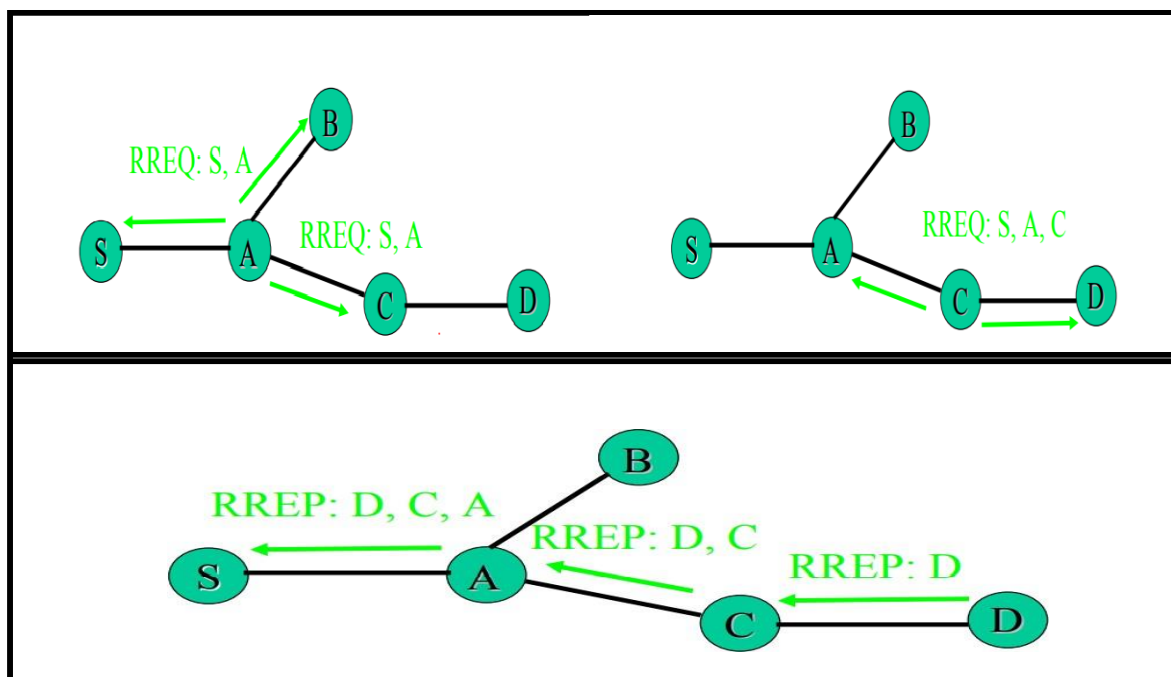 B
RREQ: S, A
S
A
RREQ: S, A
C
D
B
S
A
RREQ: S, A, C
C
D
B
RREP: D, C, A
RREP: D, C
RREP: D
S
A
C
D